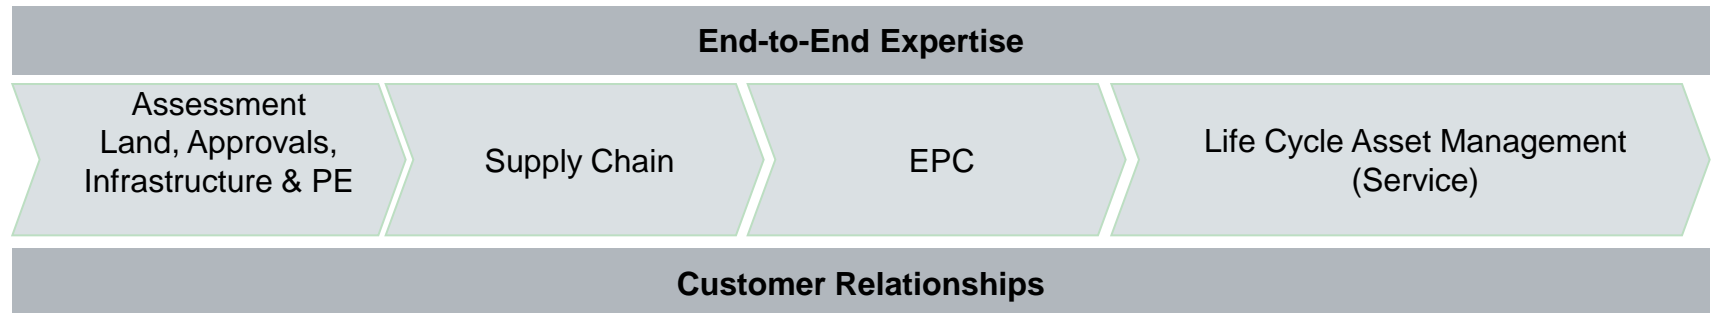 End-to-End Expertise
Assessment
Land, Approvals,
Infrastructure & PE
Supply Chain
EPC
Life Cycle Asset Management
(Service)
Customer Relationships